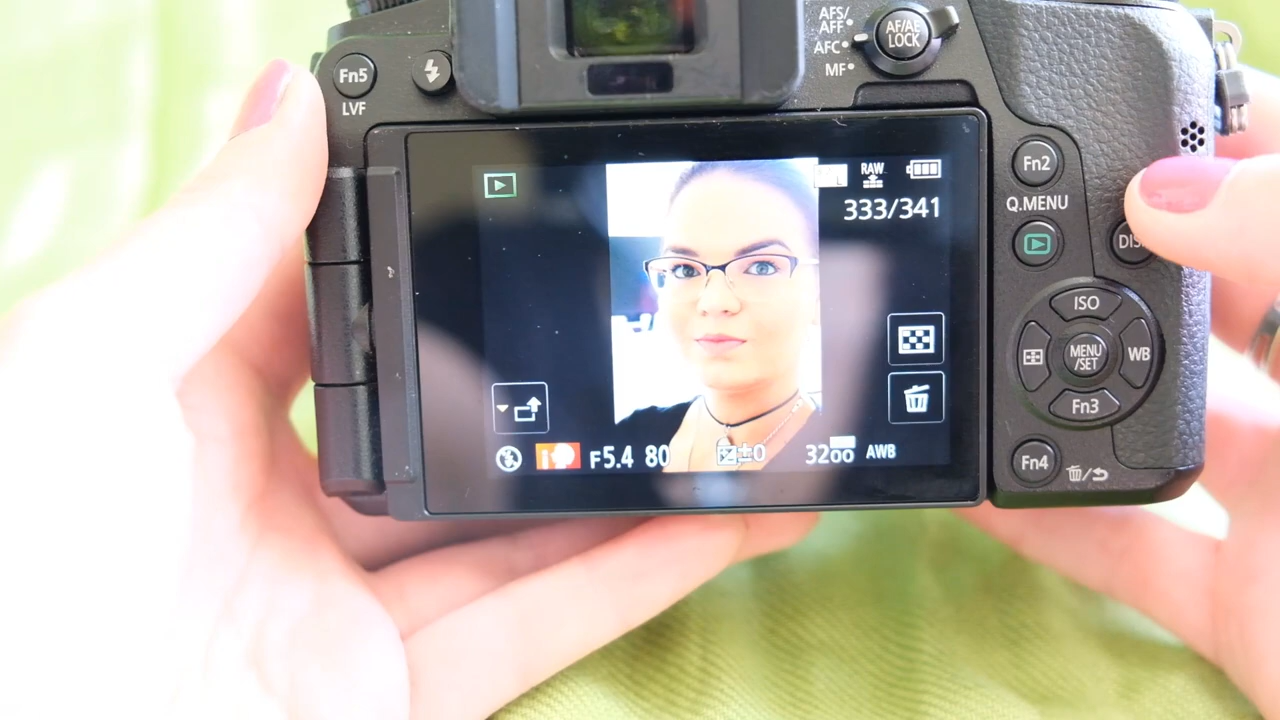 AFS/
AFF
AFC
MF
AF/AE
LOCK
Fn5
LVF
Fn2
Q.MENU
RAW
333/341
ISO
MENU
/SET
WB
Fn3
Fn4
F5.4 80 ±0 3200 AWB